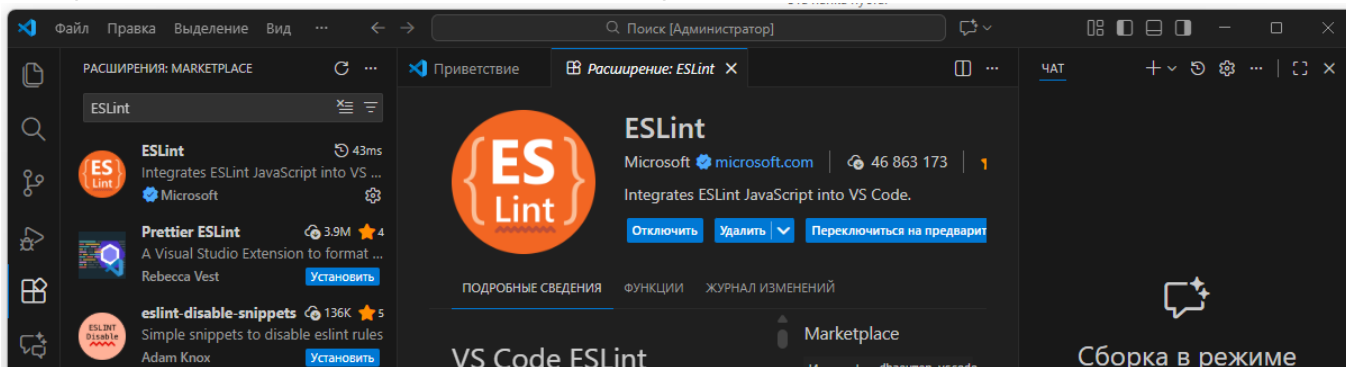 Файл Правка Выделение Вид ··· Поиск [Администратор]
РАСШИРЕНИЯ: MARKETPLACE
ESLint
ESLint 43ms
Integrates ESLint JavaScript into VS ...
Microsoft
Prettier ESLint 3.9M 4
A Visual Studio Extension to format ...
Rebecca Vest Установить
eslint-disable-snippets 136K 5
Simple snippets to disable eslint rules
Adam Knox Установить
{ES
Lint}
ESLINT
Disable
Приветствие Расширение: ESLint
{ES
Lint}
ESLint
Microsoft microsoft.com 46 863 173
Integrates ESLint JavaScript into VS Code.
Отключить Удалить Переключиться на предварит
ПОДРОБНЫЕ СВЕДЕНИЯ ФУНКЦИИ ЖУРНАЛ ИЗМЕНЕНИЙ
VS Code ESLint
Marketplace
ЧАТ
Сборка в режиме